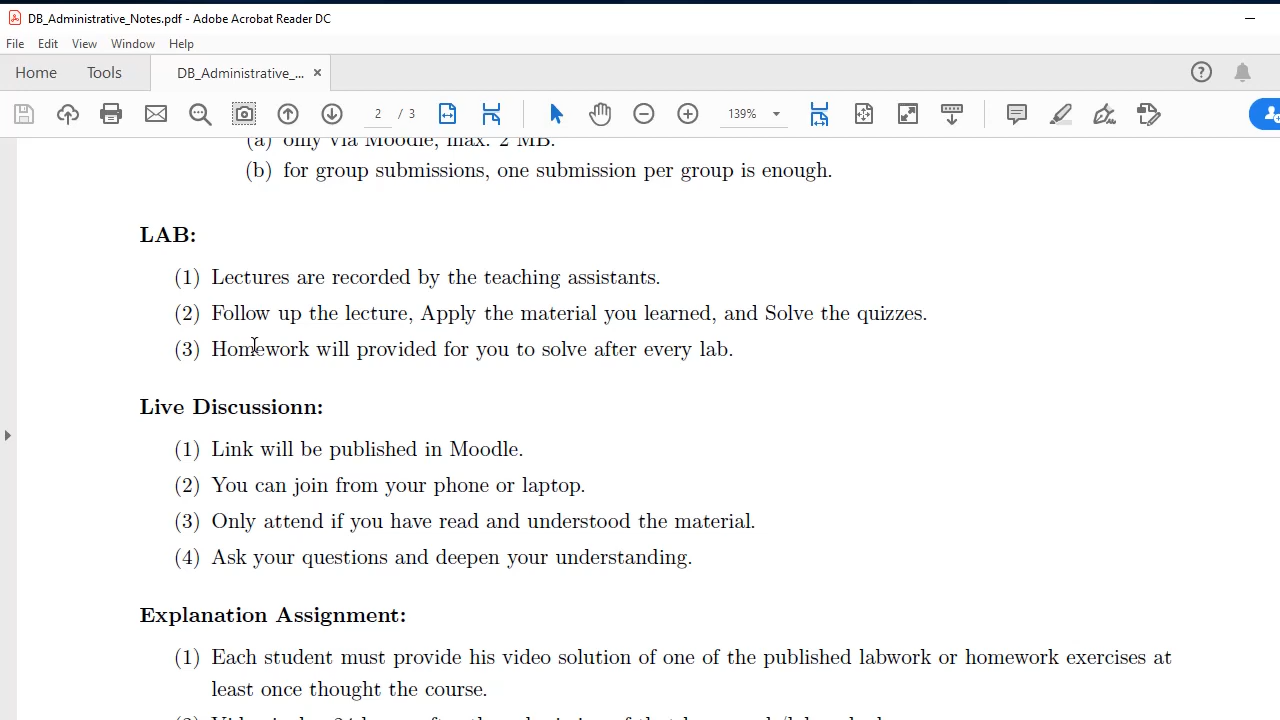 DB_Administrative_Notes.pdf - Adobe Acrobat Reader DC
File Edit View Window Help
Home Tools DB_Administrative_... ×
2 / 3 139%
(a) only via Moodle, max. 2 MB.
(b) for group submissions, one submission per group is enough.
LAB:
(1) Lectures are recorded by the teaching assistants.
(2) Follow up the lecture, Apply the material you learned, and Solve the quizzes.
(3) Homework will provided for you to solve after every lab.
Live Discussionn:
(1) Link will be published in Moodle.
(2) You can join from your phone or laptop.
(3) Only attend if you have read and understood the material.
(4) Ask your questions and deepen your understanding.
Explanation Assignment:
(1) Each student must provide his video solution of one of the published labwork or homework exercises at
least once thought the course.